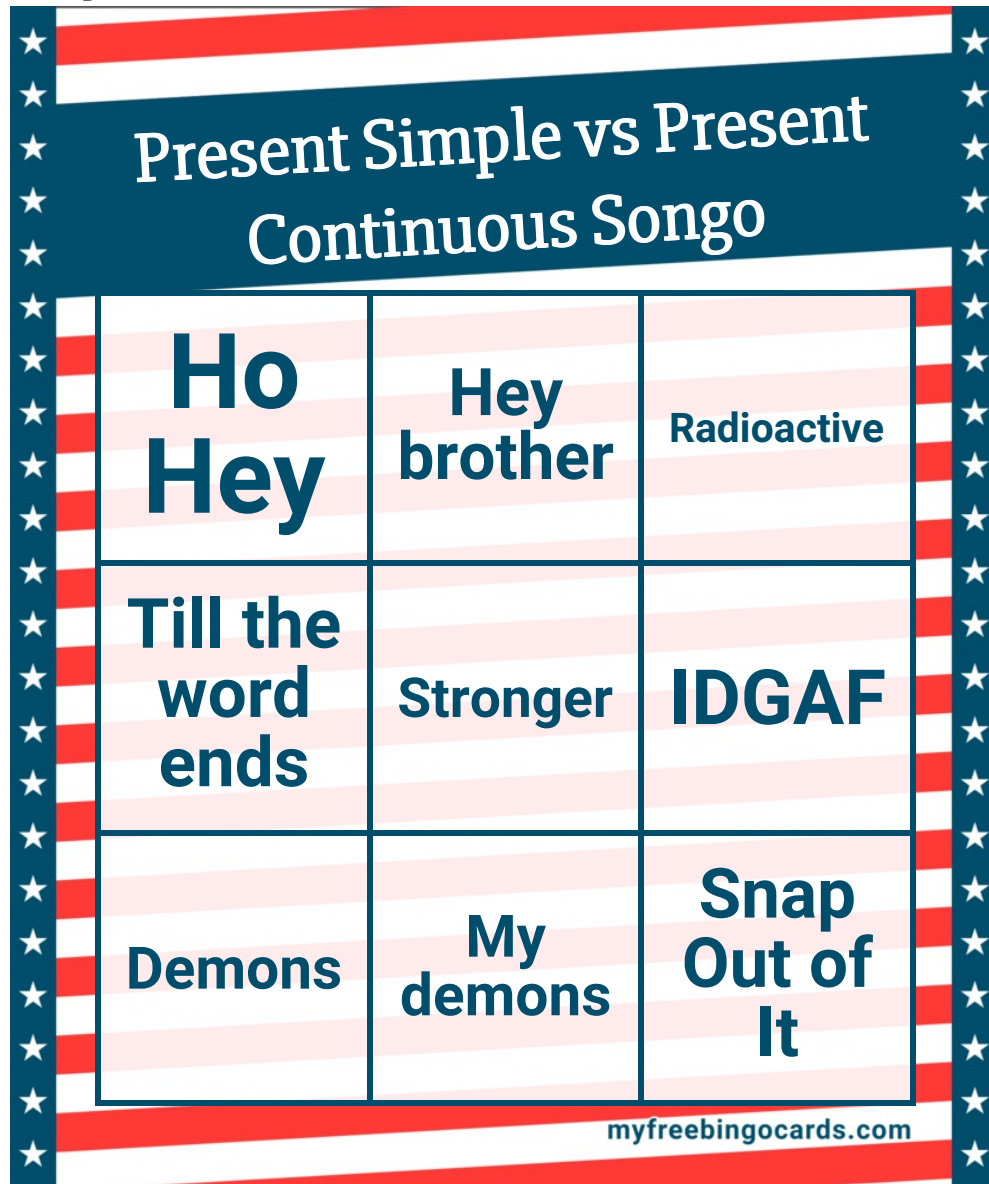 Present Simple vs Present
Continuous Songo
Ho
Hey
Hey
brother
Radioactive
Till the
word
ends
Stronger
IDGAF
Demons
My
demons
Snap
Out of
It
myfreebingocards.com